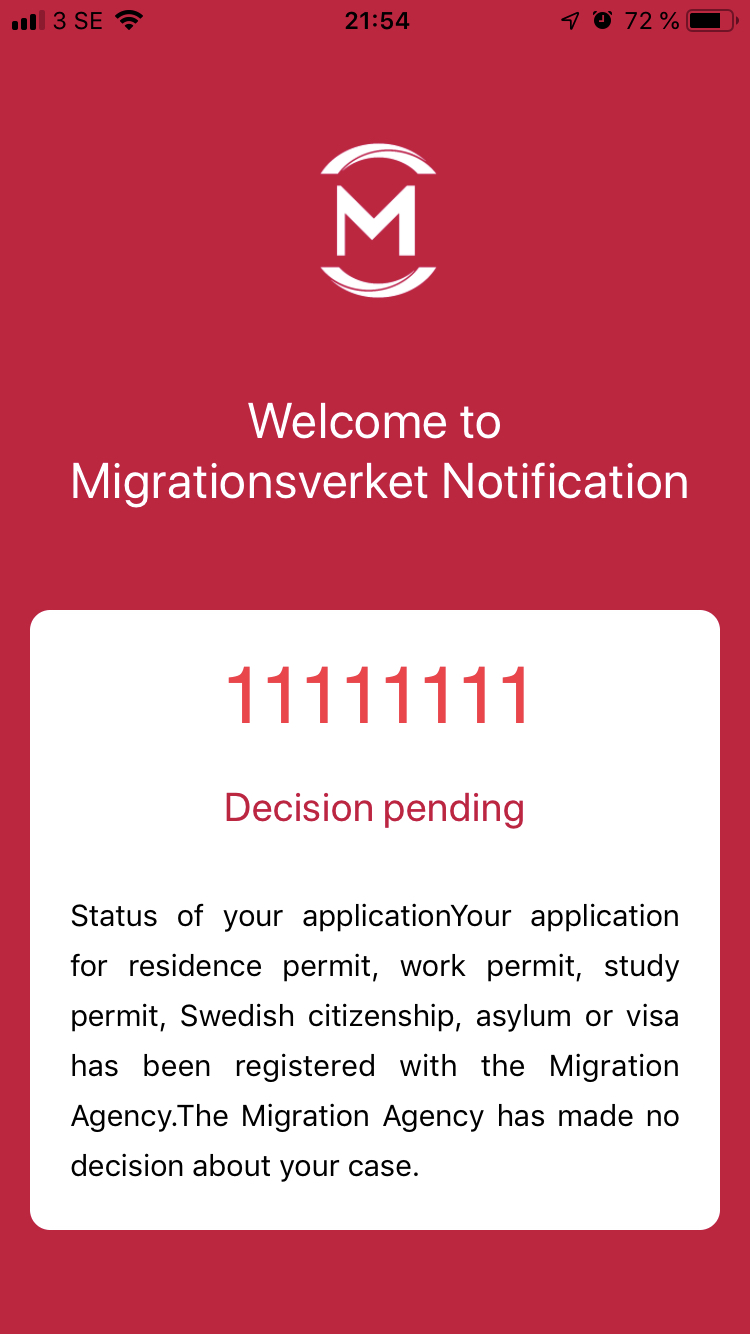 3 SE 21:54 72 %
M
Welcome to
Migrationsverket Notification
11111111
Decision pending
Status of your applicationYour application
for residence permit, work permit, study
permit, Swedish citizenship, asylum or visa
has been registered with the Migration
Agency.The Migration Agency has made no
decision about your case.